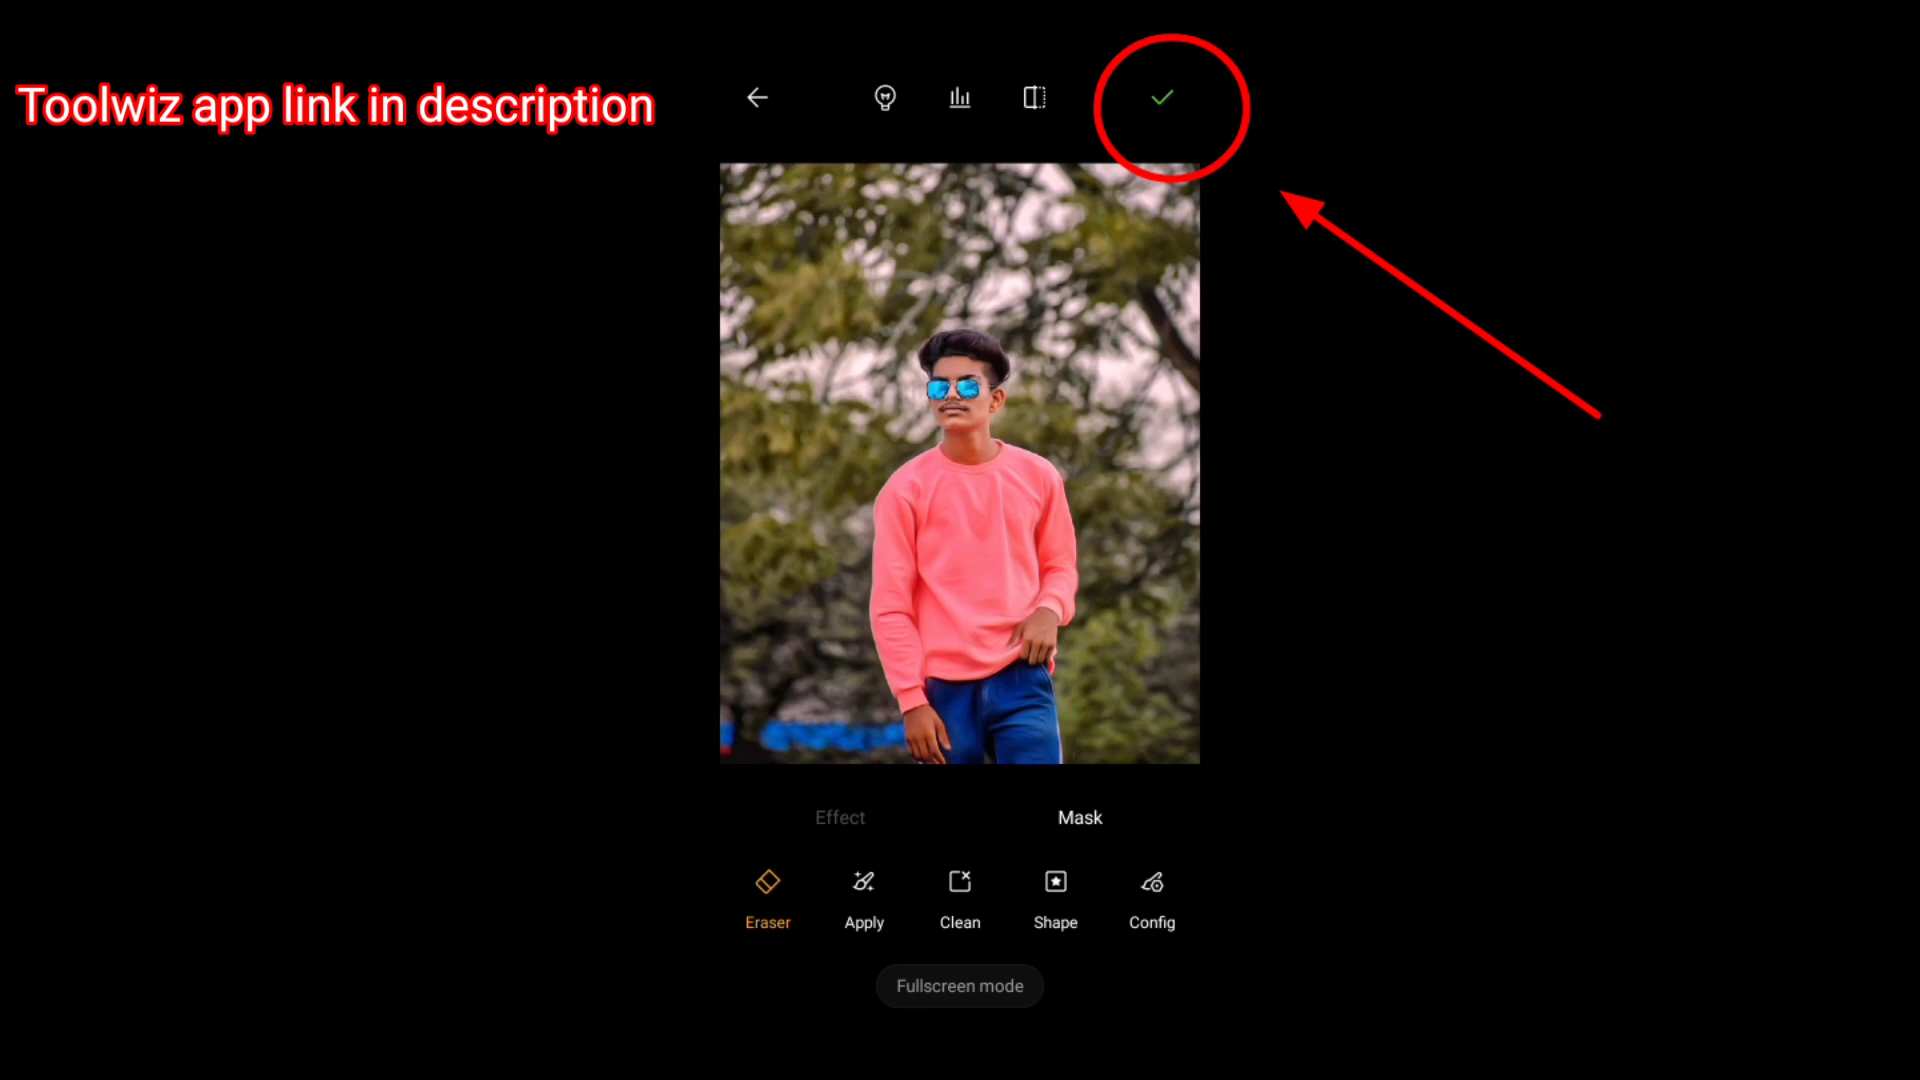 Toolwiz app link in description
Effect
Mask
Eraser
Apply
Clean
Shape
Config
Fullscreen mode